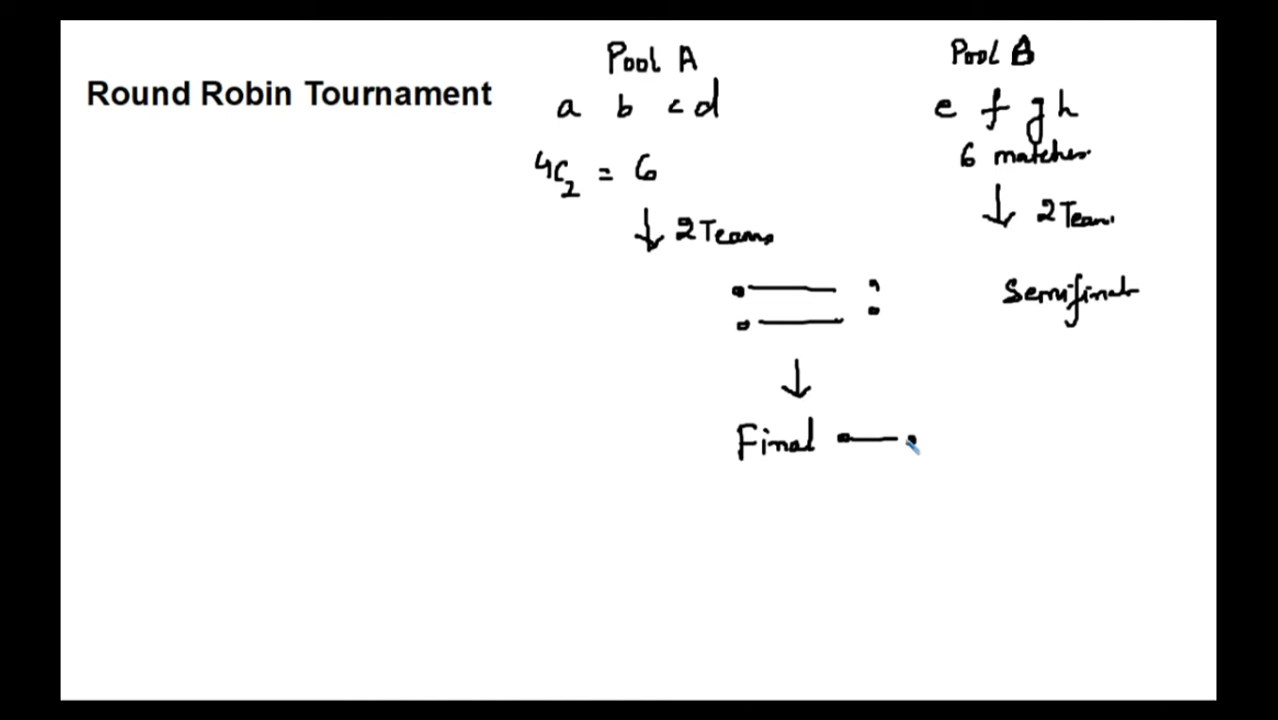 Round Robin Tournament
Pool A
a b c d
4C2 = 6
2 Teams
Pool B
e f g h
6 matches
2 Team
Semifinal
Final